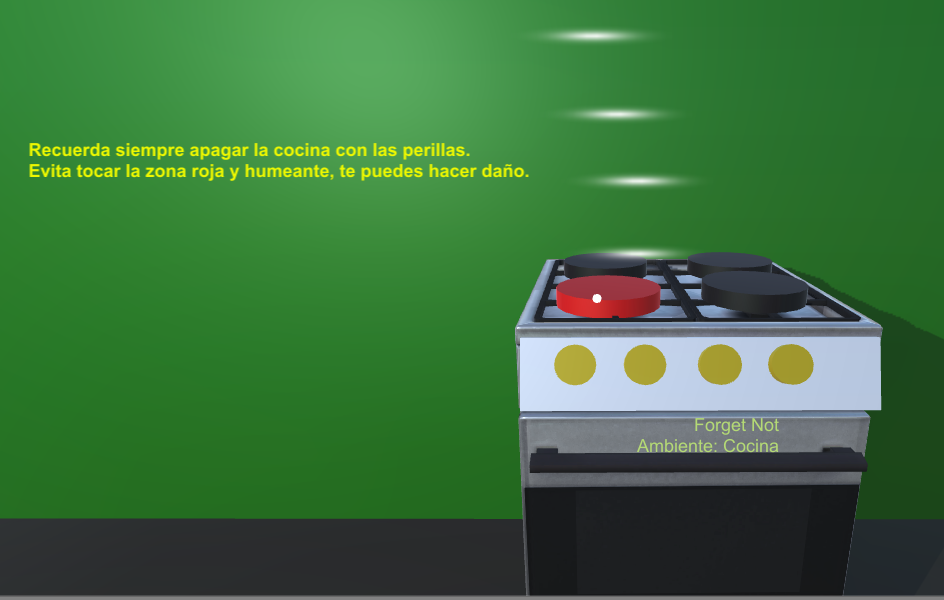 Recuerda siempre apagar la cocina con las perillas.
Evita tocar la zona roja y humeante, te puedes hacer daño.
Forget Not
Ambiente: Cocina